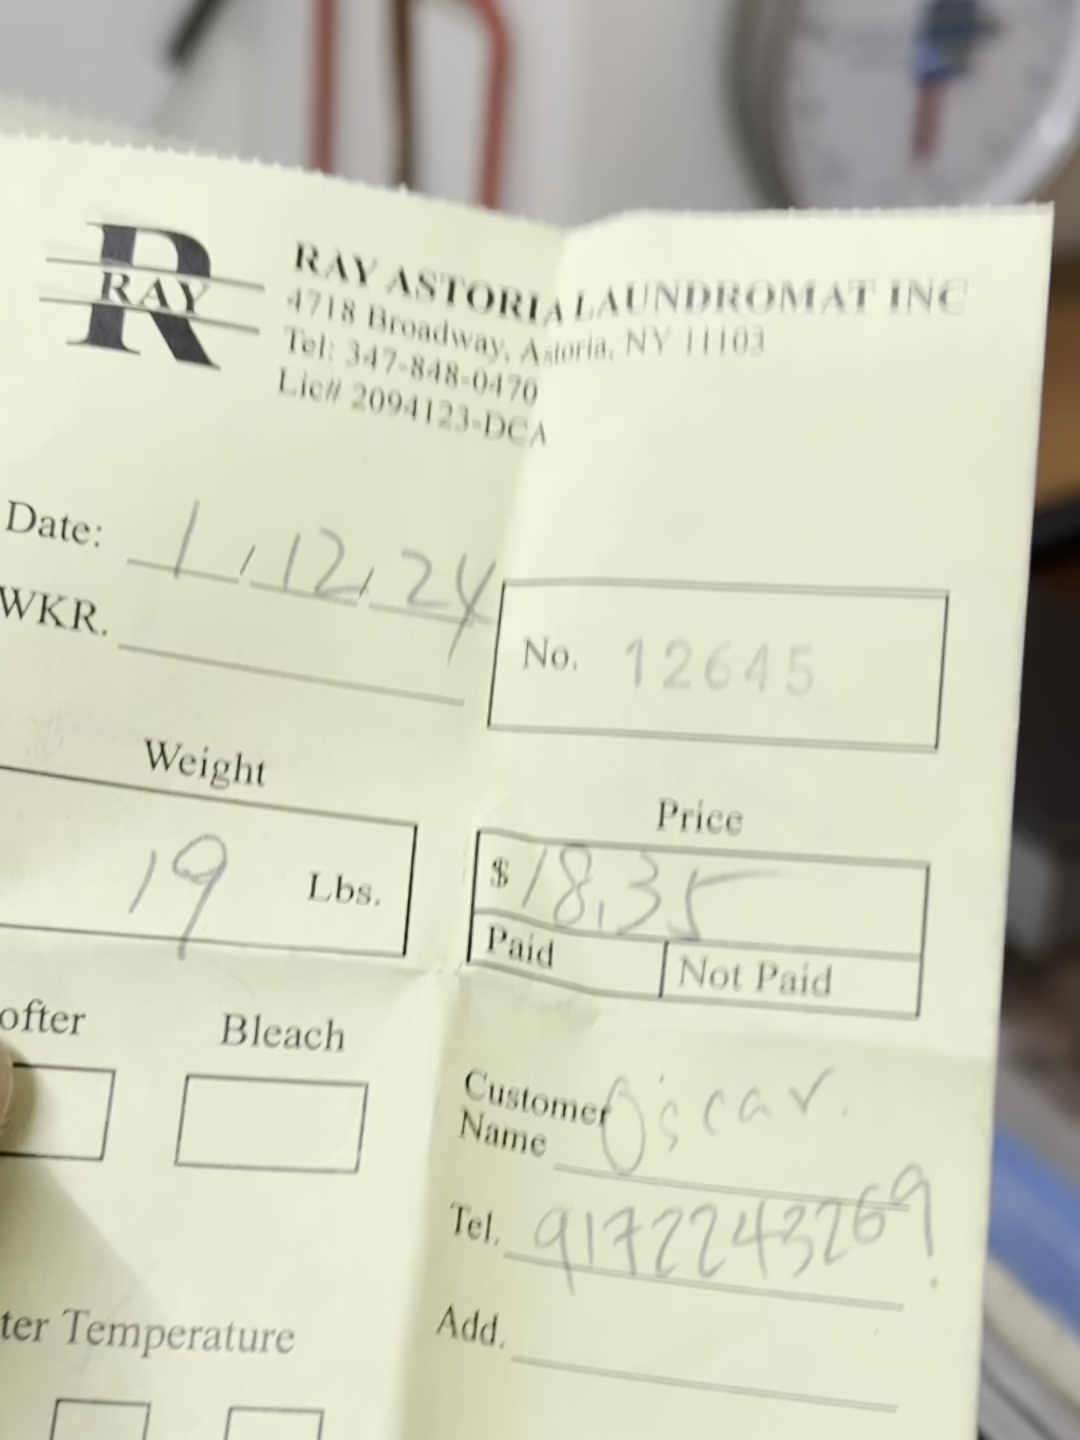 RAY
RAY ASTORIA LAUNDROMAT INC
4718 Broadway, Astoria, NY 11103
Tel: 347-848-0470
Lic# 2094123-DCA
Date: 1 / 12 / 24
WKR.
No. 12645
Weight
19 Lbs.
Price
$ 18.35
Paid
Not Paid
ofter
Bleach
Customer
Name Oscar.
Tel. 9172243269
Add.
ter Temperature